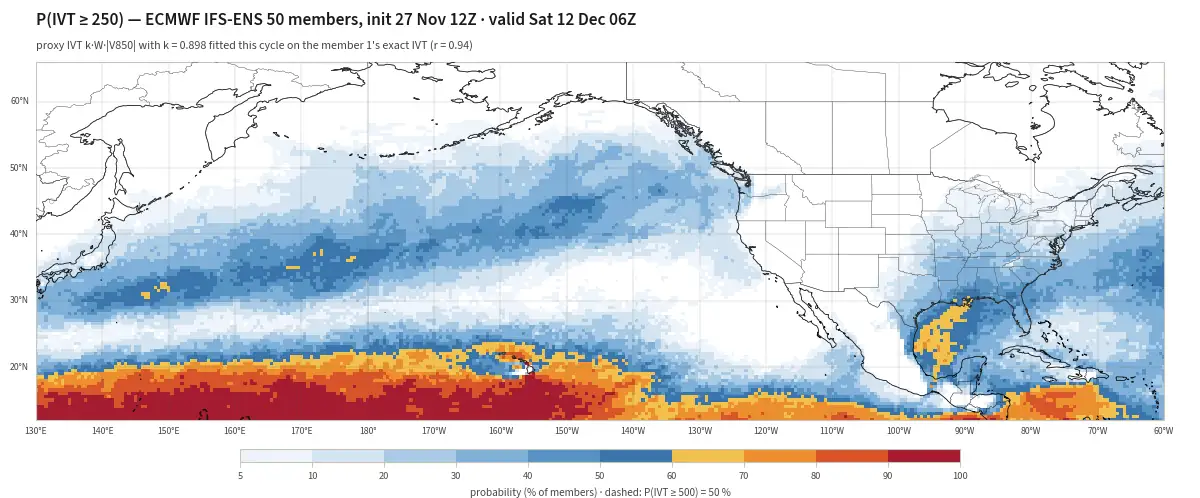 P(IVT ≥ 250) — ECMWF IFS-ENS 50 members, init 27 Nov 12Z · valid Sat 12 Dec 06Z
proxy IVT k·W·|V850| with k = 0.898 fitted this cycle on the member 1's exact IVT (r = 0.94)
60°N
50°N
40°N
30°N
20°N
130°E 140°E 150°E 160°E 170°E 180° 170°W 160°W 150°W 140°W 130°W 120°W 110°W 100°W 90°W 80°W 70°W 60°W
5 10 20 30 40 50 60 70 80 90 100
probability (% of members) · dashed: P(IVT ≥ 500) = 50 %